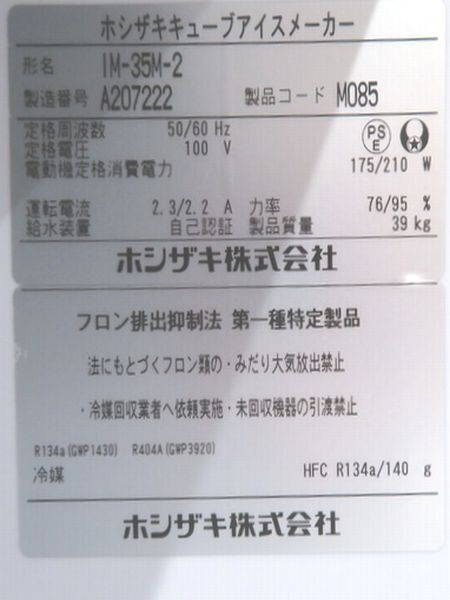 ホシザキキューブアイスメーカー
形名 IM-35M-2
製造番号 A207222 製品コード M085
定格周波数 50/60 Hz
定格電圧 100 V
PS E
電動機定格消費電力 175/210 W
運転電流 2.3/2.2 A 力率 76/95 %
給水装置 自己認証 製品質量 39 kg
ホシザキ株式会社
フロン排出抑制法 第一種特定製品
法にもとづくフロン類の・みだり大気放出禁止
・冷媒回収業者へ依頼実施・未回収機器の引渡禁止
R134a(GWP1430) R404A(GWP3920)
冷媒 HFC R134a/140 g
ホシザキ株式会社